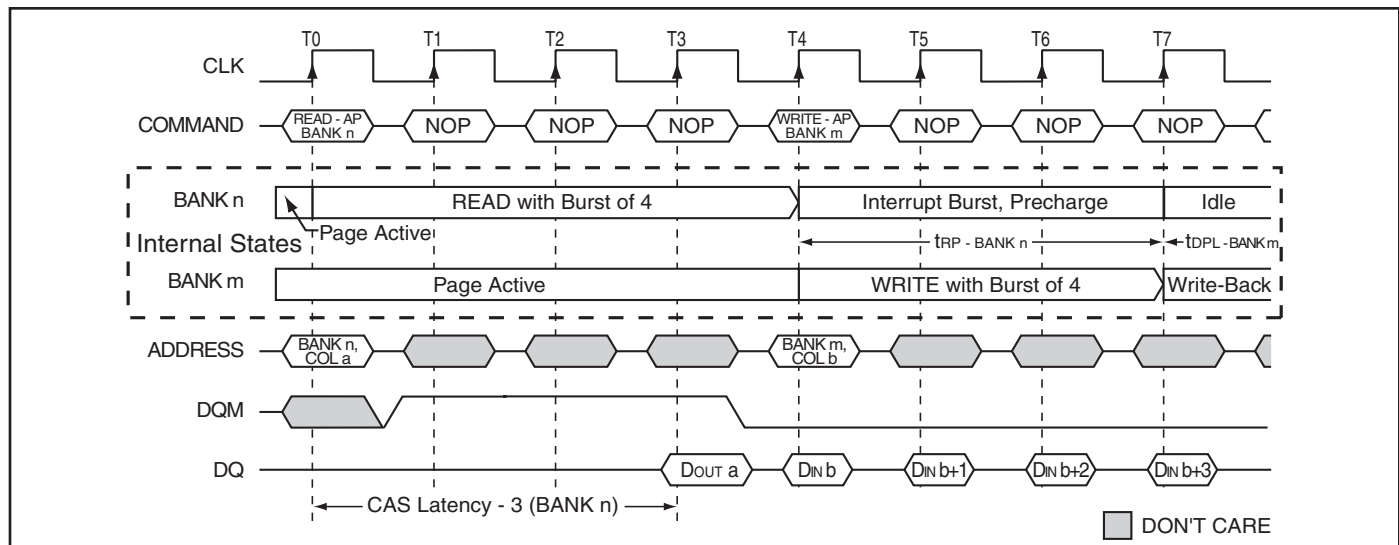 T0 T1 T2 T3 T4 T5 T6 T7
CLK
COMMAND READ - AP BANK n NOP NOP NOP WRITE - AP BANK m NOP NOP NOP
BANK n READ with Burst of 4 Interrupt Burst, Precharge Idle
Internal States Page Active tRP - BANK n tDPL - BANK m
BANK m Page Active WRITE with Burst of 4 Write-Back
ADDRESS BANK n, COL a BANK m, COL b
DQM
DQ DOUT a DIN b DIN b+1 DIN b+2 DIN b+3
CAS Latency - 3 (BANK n)
DON'T CARE